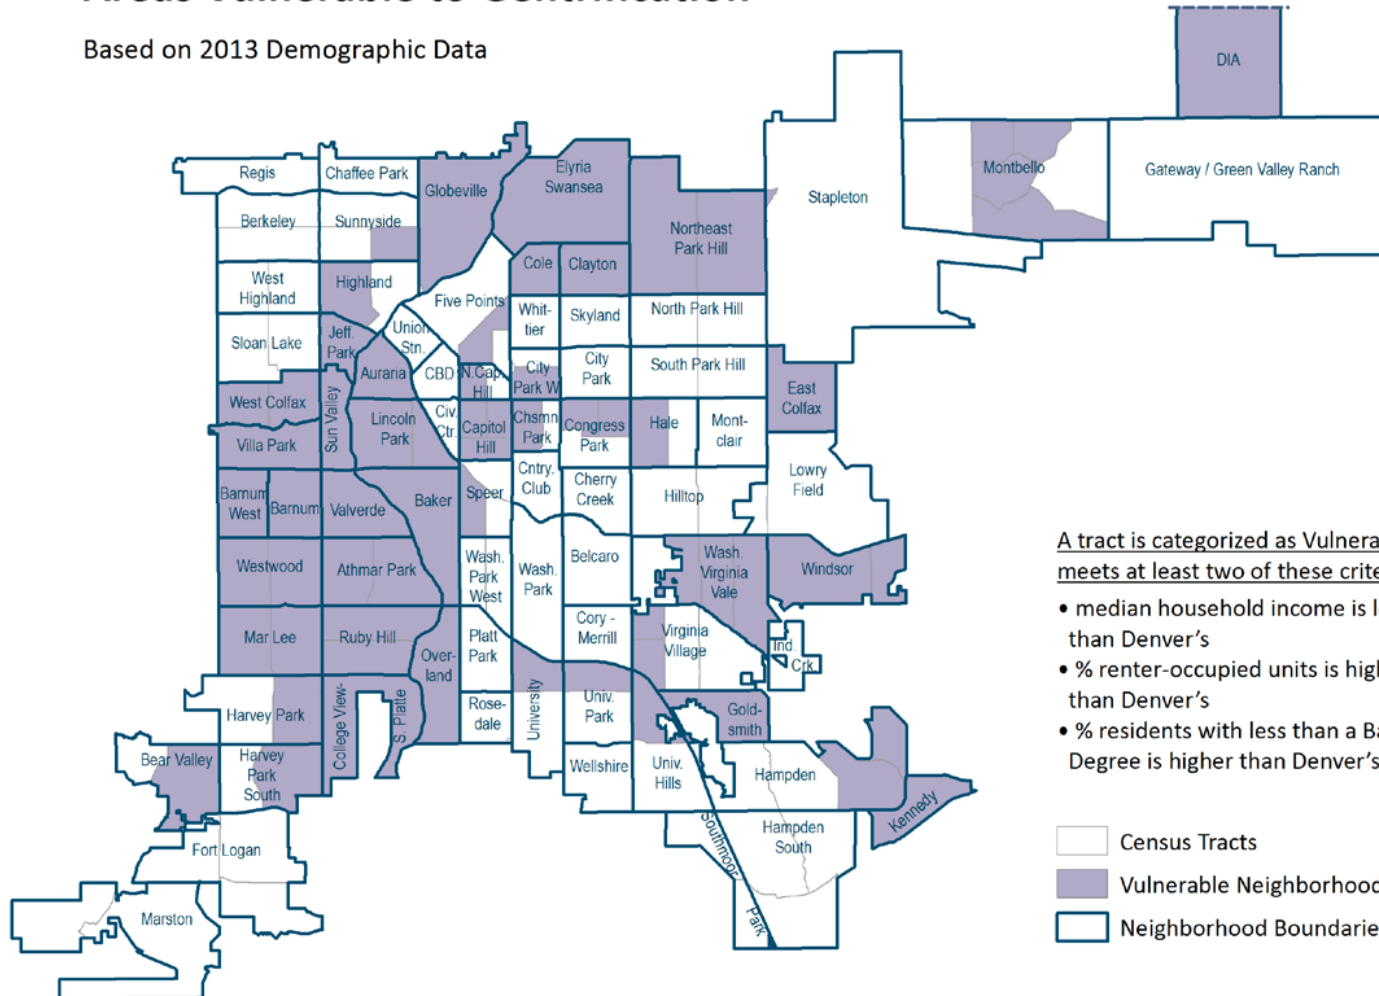 Areas Vulnerable to Gentrification
Based on 2013 Demographic Data
DIA
Regis
Chaffee Park
Globeville
Elyria
Swansea
Montbello
Gateway / Green Valley Ranch
Stapleton
Berkeley
Sunnyside
Northeast
Park Hill
West
Highland
Highland
Cole
Clayton
Five Points
Whit-
tier
Skyland
North Park Hill
Sloan Lake
Jeff.
Park
Union
Stn.
Auraria
CBD
N.Cap.
Hill
City
Park W
City
Park
South Park Hill
East
Colfax
West Colfax
Sun Valley
Lincoln
Park
Civ.
Ctr.
Capitol
Hill
Chsmn
Park
Congress
Park
Hale
Mont-
clair
Villa Park
Barnum
West
Barnum
Valverde
Baker
Speer
Cntry.
Club
Cherry
Creek
Hilltop
Lowry
Field
Westwood
Athmar Park
Wash.
Park
West
Wash.
Park
Belcaro
Wash.
Virginia
Vale
Windsor
Mar Lee
Ruby Hill
Over-
land
Platt
Park
Cory -
Merrill
Virginia
Village
Ind.
Crk.
Harvey Park
College View-
S. Platte
Rose-
dale
University
Univ.
Park
Gold-
smith
Bear Valley
Harvey
Park
South
Wellshire
Univ.
Hills
Hampden
Kennedy
Fort Logan
Southmoor
Park
Hampden
South
Marston
A tract is categorized as Vulnera
meets at least two of these crite
• median household income is l
than Denver's
• % renter-occupied units is hig
than Denver's
• % residents with less than a Ba
Degree is higher than Denver's
Census Tracts
Vulnerable Neighborhood
Neighborhood Boundarie